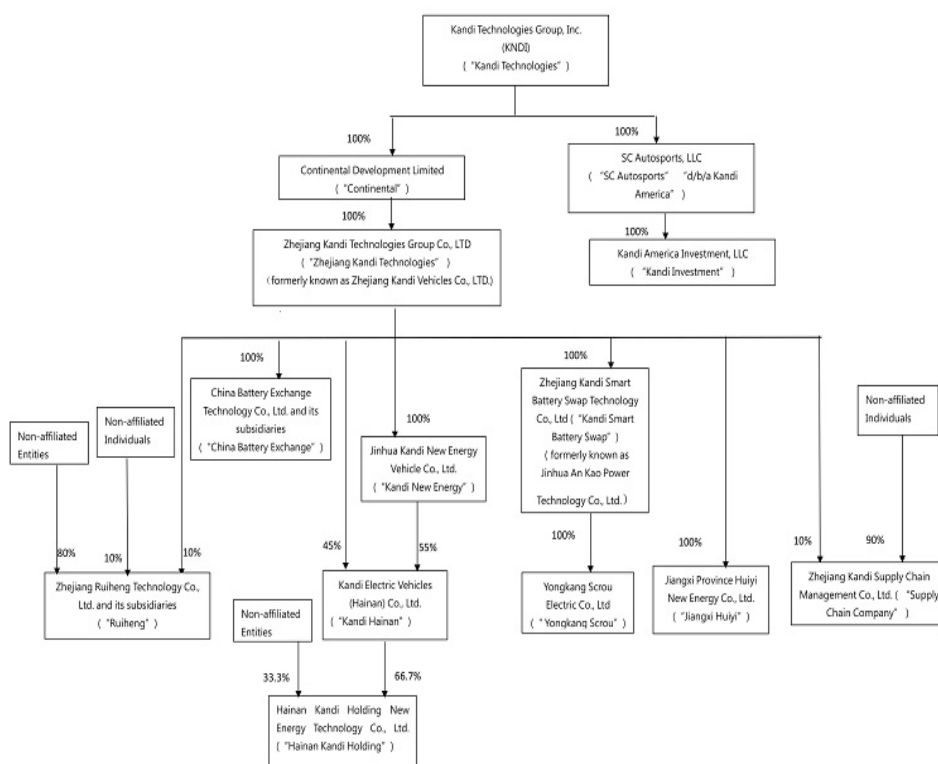 Kandi Technologies Group, Inc.
(KNDI)
( “Kandi Technologies” )
100%
100%
Continental Development Limited
( “Continental” )
SC Autosports, LLC
( “SC Autosports” “d/b/a Kandi
America” )
100%
100%
Zhejiang Kandi Technologies Group Co., LTD
( “Zhejiang Kandi Technologies” )
(formerly known as Zhejiang Kandi Vehicles Co., LTD.)
Kandi America Investment, LLC
( “Kandi Investment” )
100%
100%
China Battery Exchange
Technology Co., Ltd. and its
subsidiaries
( “China Battery Exchange” )
Zhejiang Kandi Smart
Battery Swap Technology
Co., Ltd ( “Kandi Smart
Battery Swap” )
( formerly known as
Jinhua An Kao Power
Technology Co., Ltd. )
Non-affiliated
Individuals
Non-affiliated
Individuals
Non-affiliated
Entities
100%
Jinhua Kandi New Energy
Vehicle Co., Ltd.
( “Kandi New Energy” )
80%
10%
10%
45%
55%
100%
100%
10%
90%
Zhejiang Ruiheng Technology Co.,
Ltd. and its subsidiaries
( “Ruiheng” )
Kandi Electric Vehicles
(Hainan) Co., Ltd.
( “Kandi Hainan” )
Yongkang Scrou
Electric Co., Ltd
( “Yongkang Scrou” )
Jiangxi Province Huiyi
New Energy Co., Ltd.
( “Jiangxi Huiyi” )
Zhejiang Kandi Supply Chain
Management Co., Ltd. ( “Supply
Chain Company” )
Non-affiliated
Entities
33.3%
66.7%
Hainan Kandi Holding New
Energy Technology Co., Ltd.
( “Hainan Kandi Holding” )